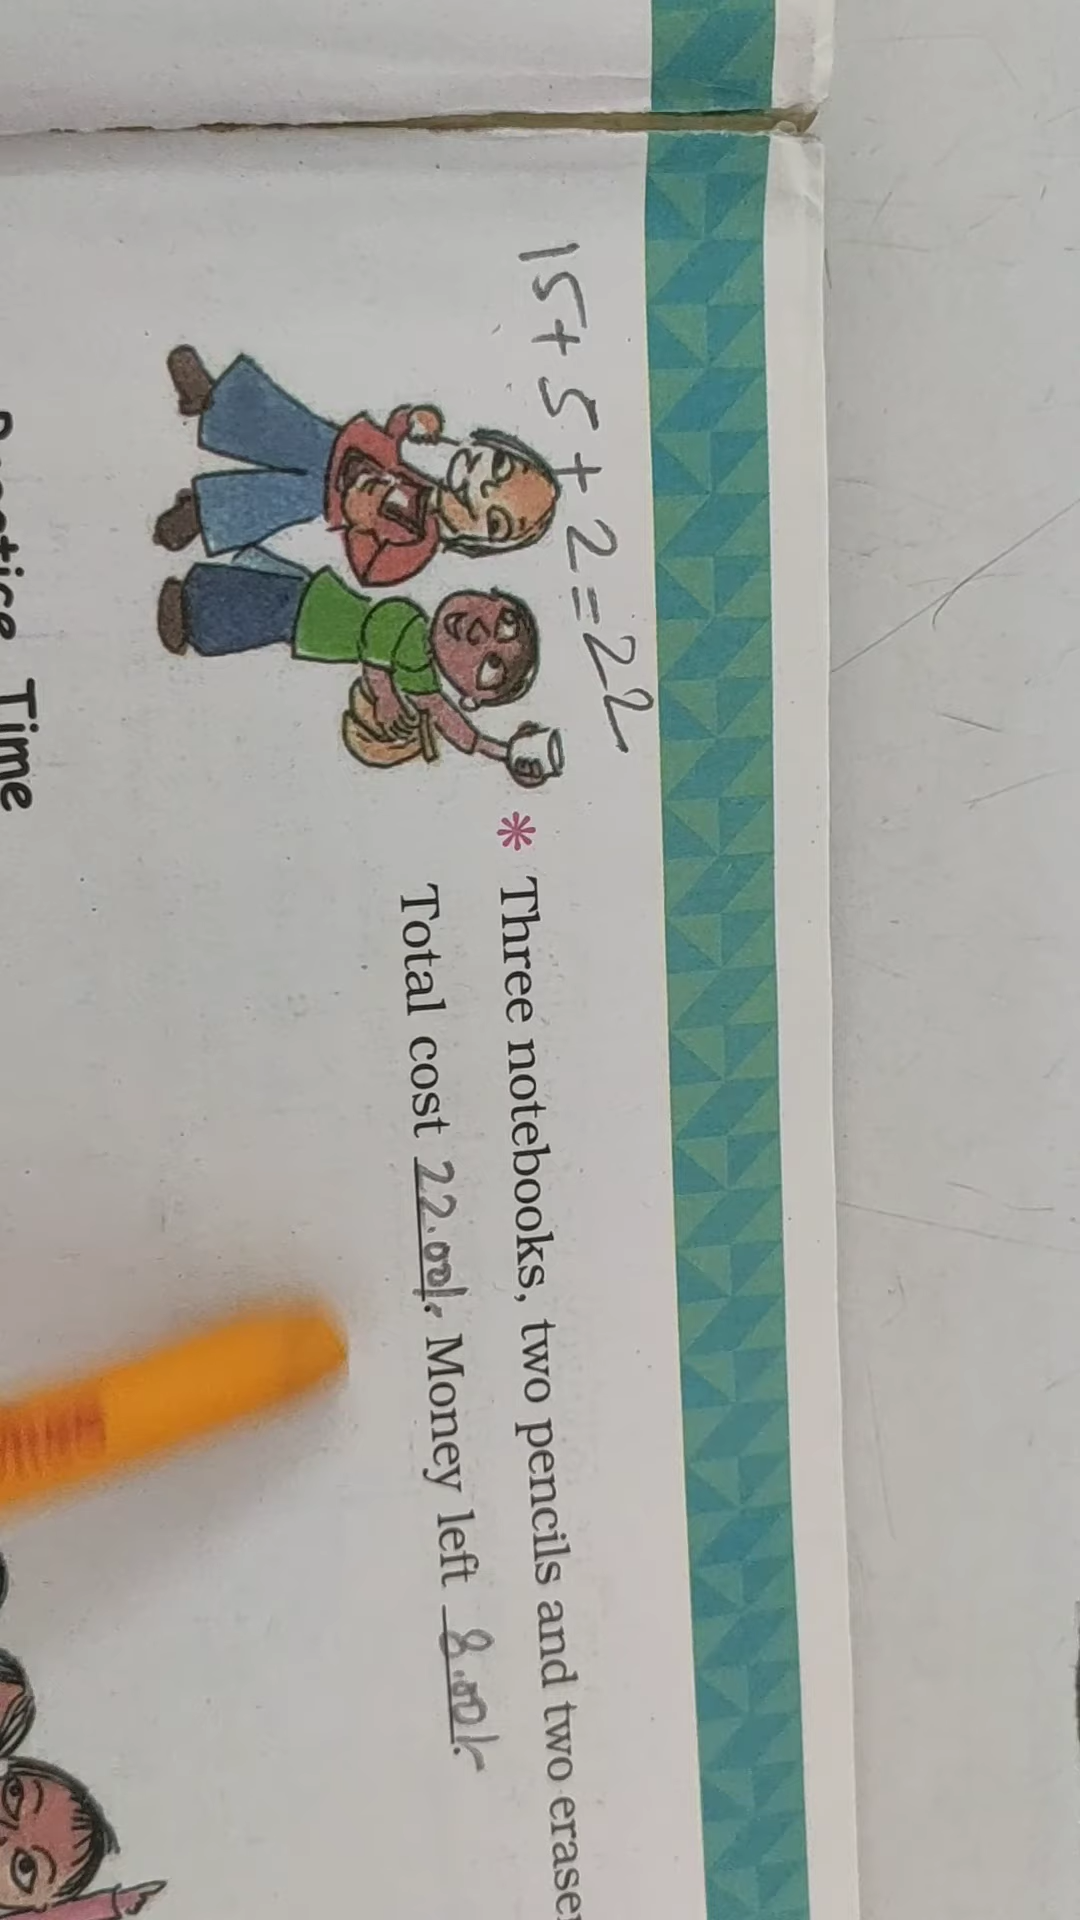 15+ 5 + 2 = 22
* Three notebooks, two pencils and two
Total cost 22.00/. Money left 8.00/-.
Time